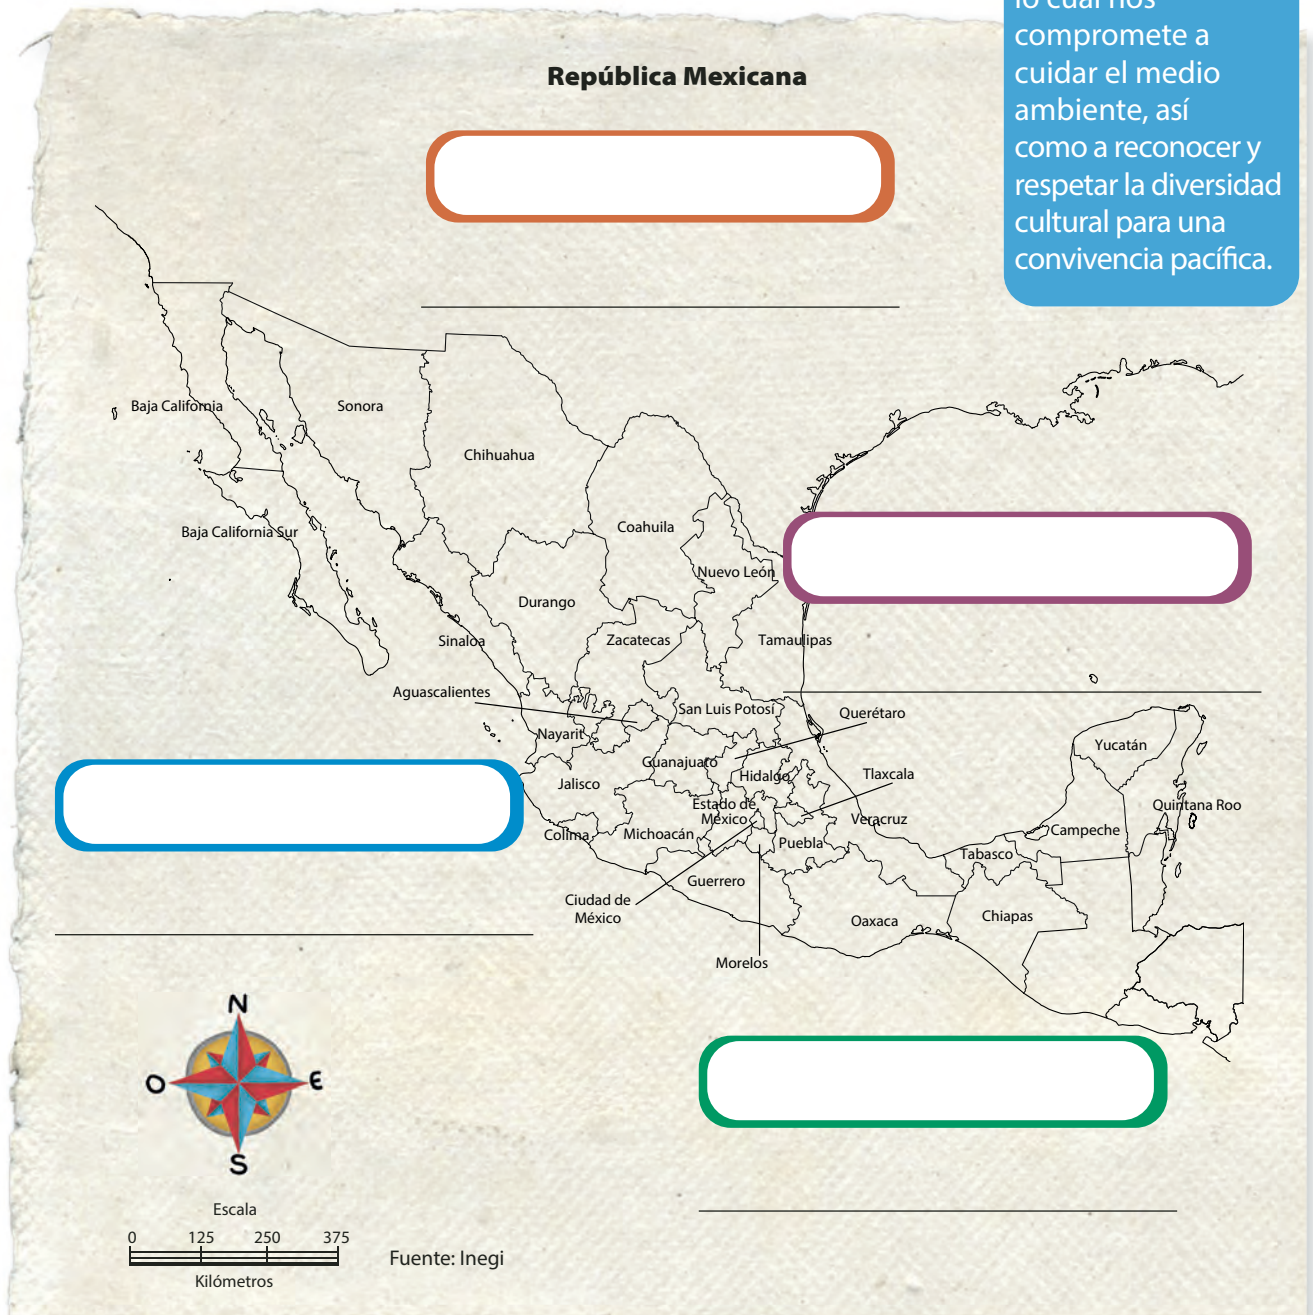 lo cual nos
compromete a
cuidar el medio
ambiente, así
como a reconocer y
respetar la diversidad
cultural para una
convivencia pacífica.
República Mexicana
Baja California
Sonora
Chihuahua
Coahuila
Baja California Sur
Nuevo León
Durango
Sinaloa
Zacatecas
Tamaulipas
Aguascalientes
San Luis Potosí
Querétaro
Nayarit
Yucatán
Guanajuato
Hidalgo
Tlaxcala
Jalisco
Estado de
México
Quintana Roo
Veracruz
Colima
Michoacán
Campeche
Puebla
Tabasco
Guerrero
Ciudad de
México
Oaxaca
Chiapas
Morelos
N
O
E
S
Escala
0 125 250 375
Kilómetros
Fuente: Inegi